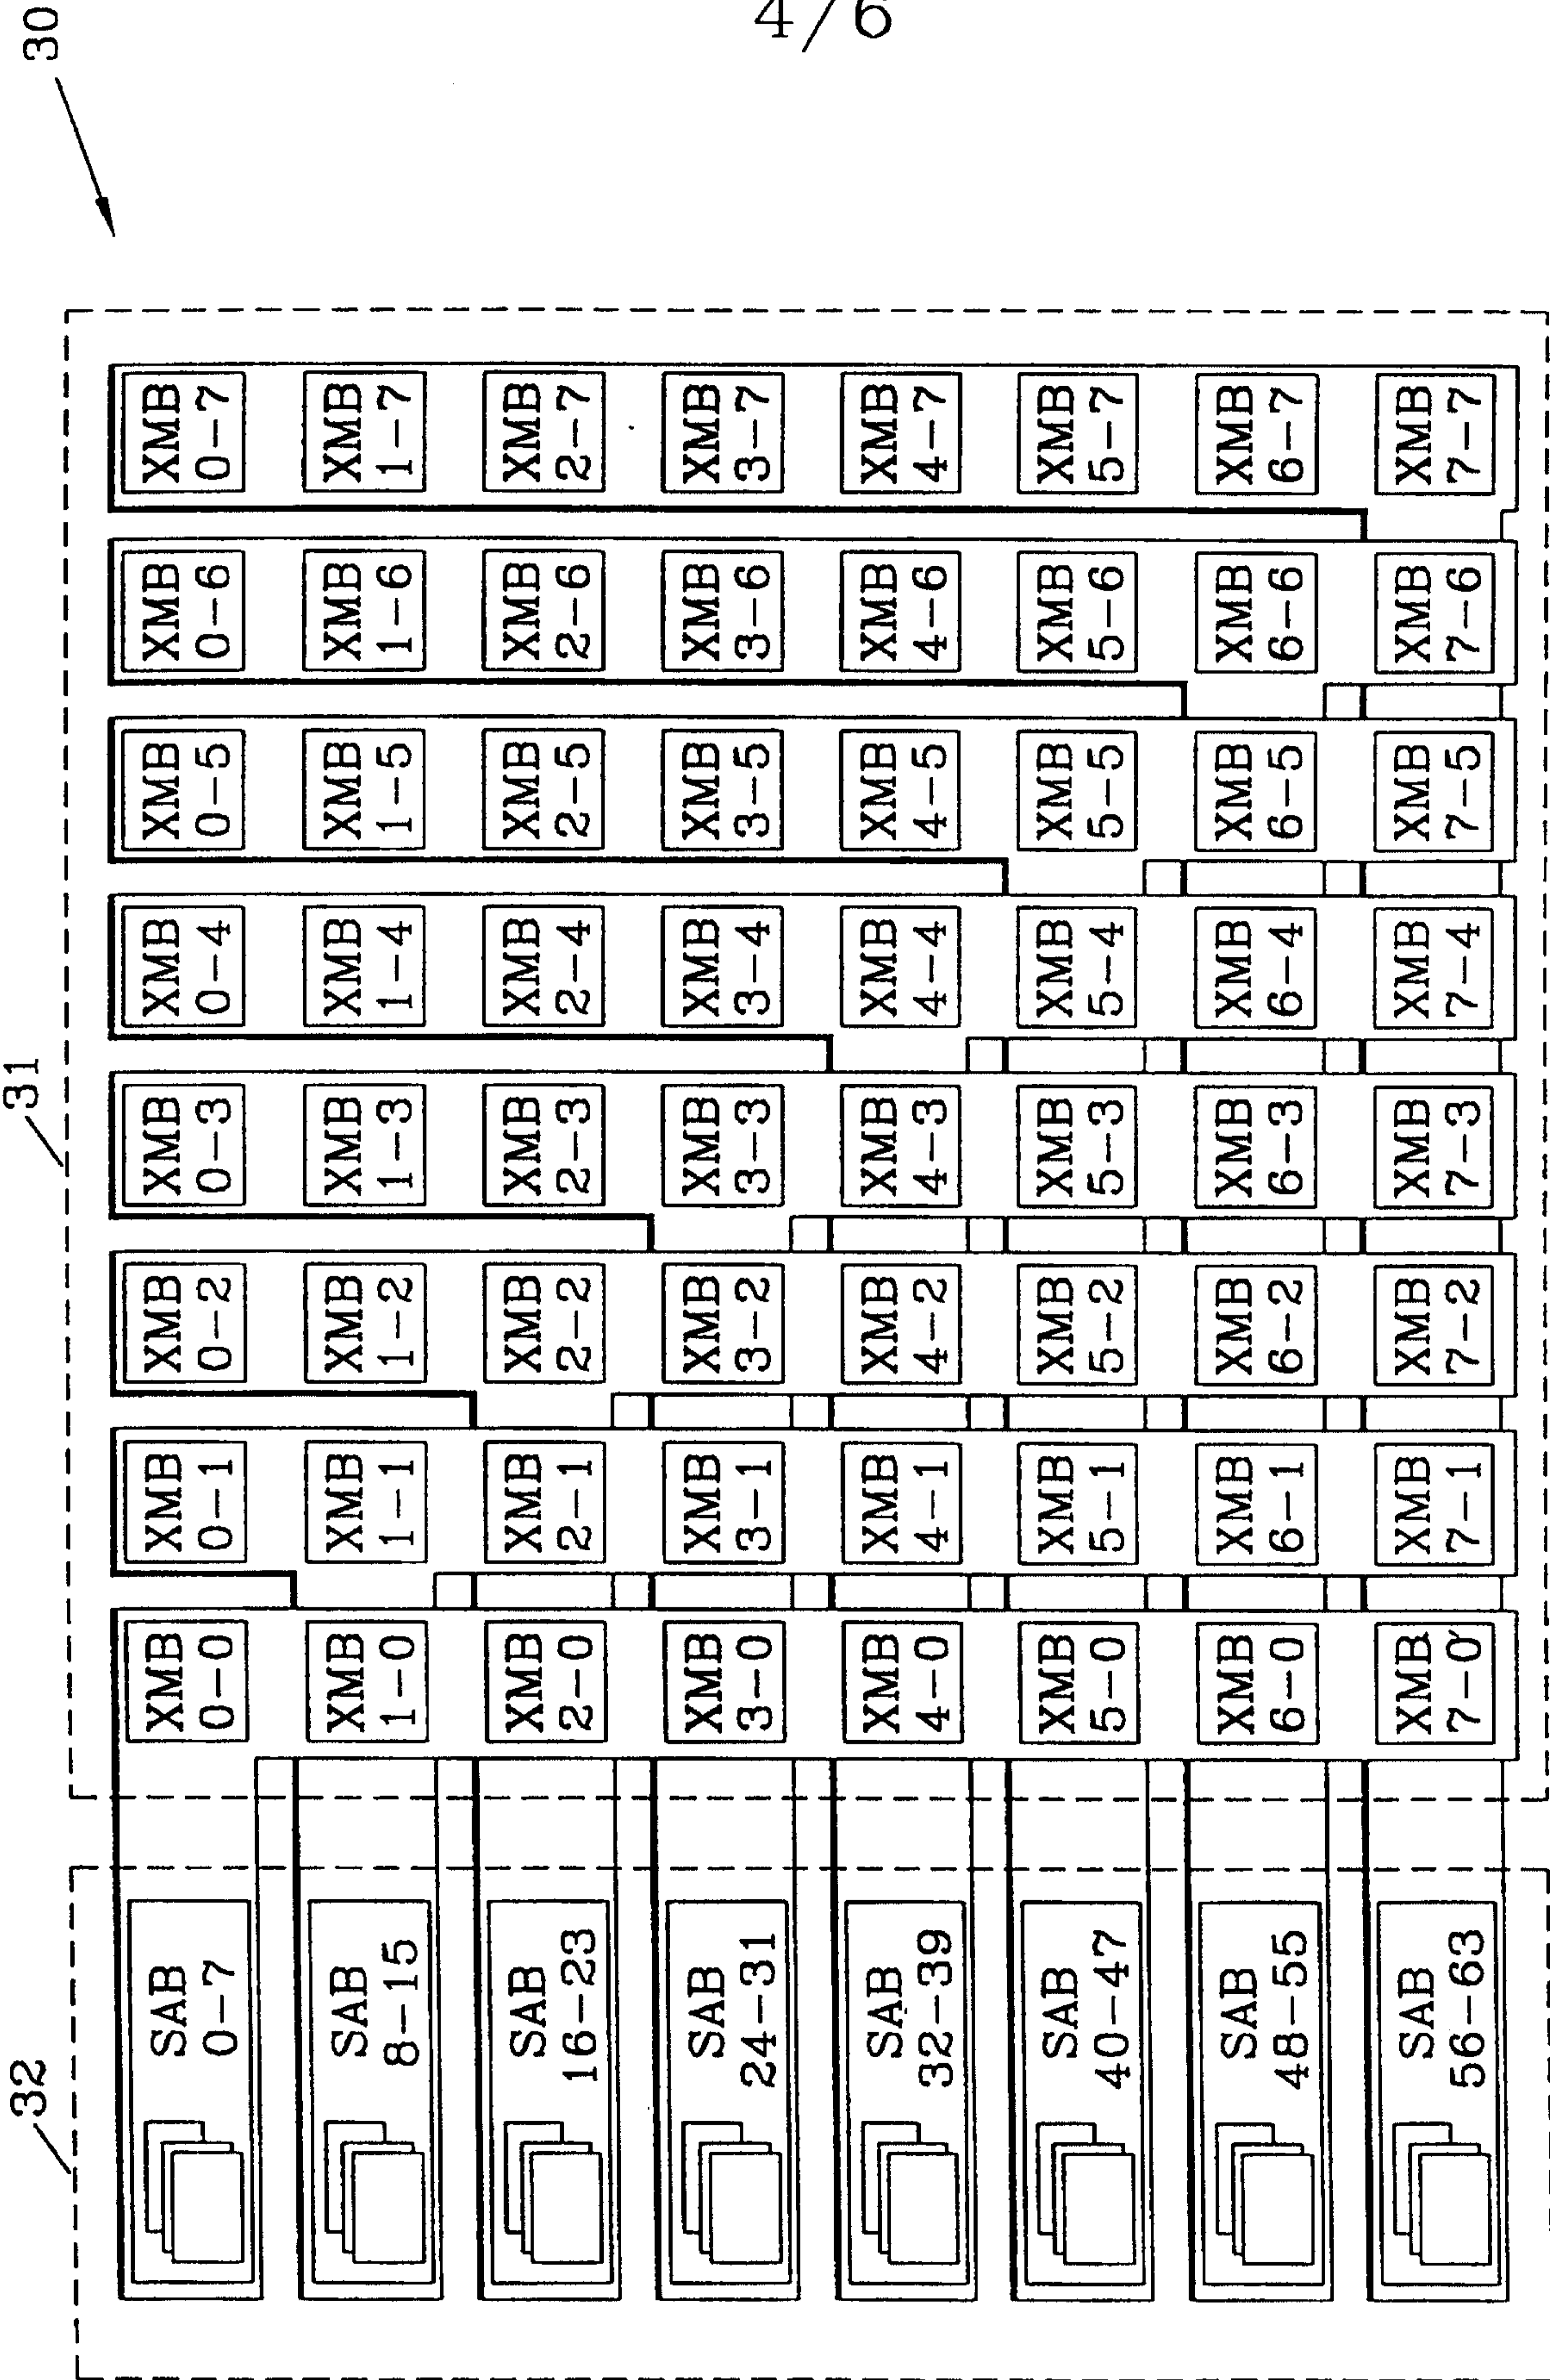 4/6
30
31
32
XMB
0-7
XMB
1-7
XMB
2-7
XMB
3-7
XMB
4-7
XMB
5-7
XMB
6-7
XMB
7-7
XMB
0-6
XMB
1-6
XMB
2-6
XMB
3-6
XMB
4-6
XMB
5-6
XMB
6-6
XMB
7-6
XMB
0-5
XMB
1-5
XMB
2-5
XMB
3-5
XMB
4-5
XMB
5-5
XMB
6-5
XMB
7-5
XMB
0-4
XMB
1-4
XMB
2-4
XMB
3-4
XMB
4-4
XMB
5-4
XMB
6-4
XMB
7-4
XMB
0-3
XMB
1-3
XMB
2-3
XMB
3-3
XMB
4-3
XMB
5-3
XMB
6-3
XMB
7-3
XMB
0-2
XMB
1-2
XMB
2-2
XMB
3-2
XMB
4-2
XMB
5-2
XMB
6-2
XMB
7-2
XMB
0-1
XMB
1-1
XMB
2-1
XMB
3-1
XMB
4-1
XMB
5-1
XMB
6-1
XMB
7-1
XMB
0-0
XMB
1-0
XMB
2-0
XMB
3-0
XMB
4-0
XMB
5-0
XMB
6-0
XMB
7-0
SAB
0-7
SAB
8-15
SAB
16-23
SAB
24-31
SAB
32-39
SAB
40-47
SAB
48-55
SAB
56-63